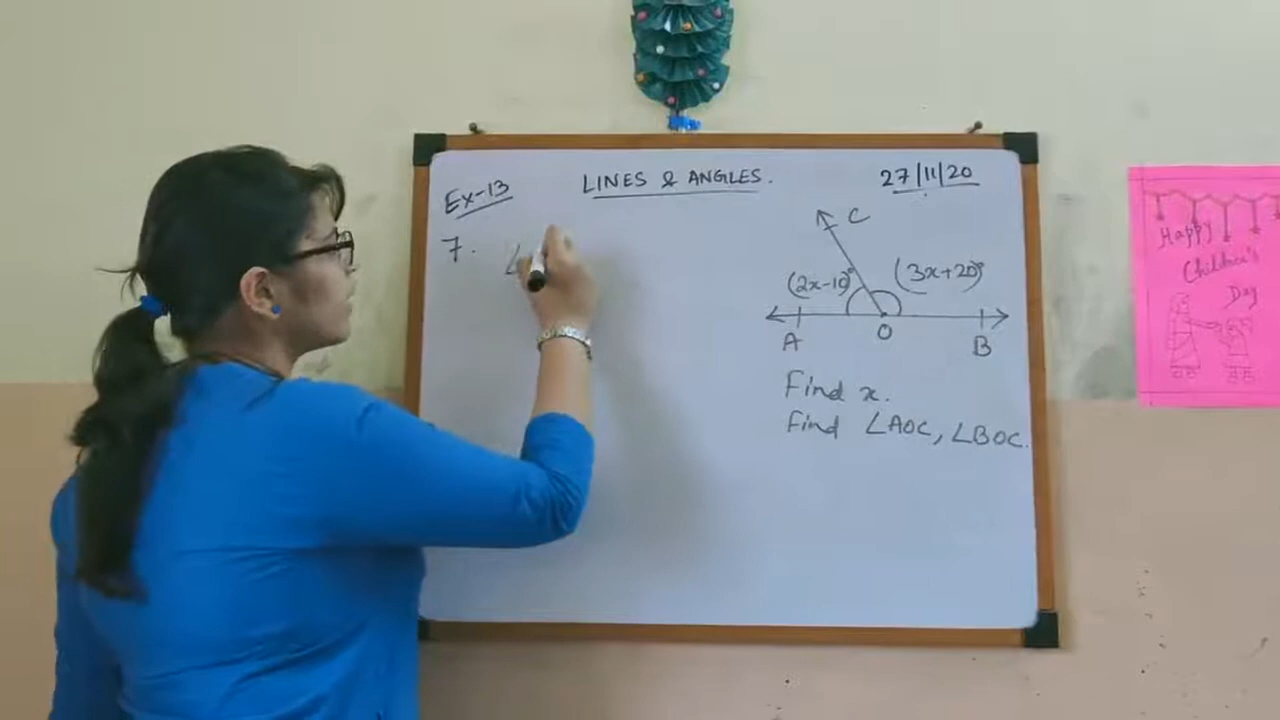 Ex-13
LINES & ANGLES.
27/11/20
7. ∠
C
(2x-10)°
(3x+20)°
A
O
B
Find x.
Find ∠AOC, ∠BOC.
Happy
Children's
Day